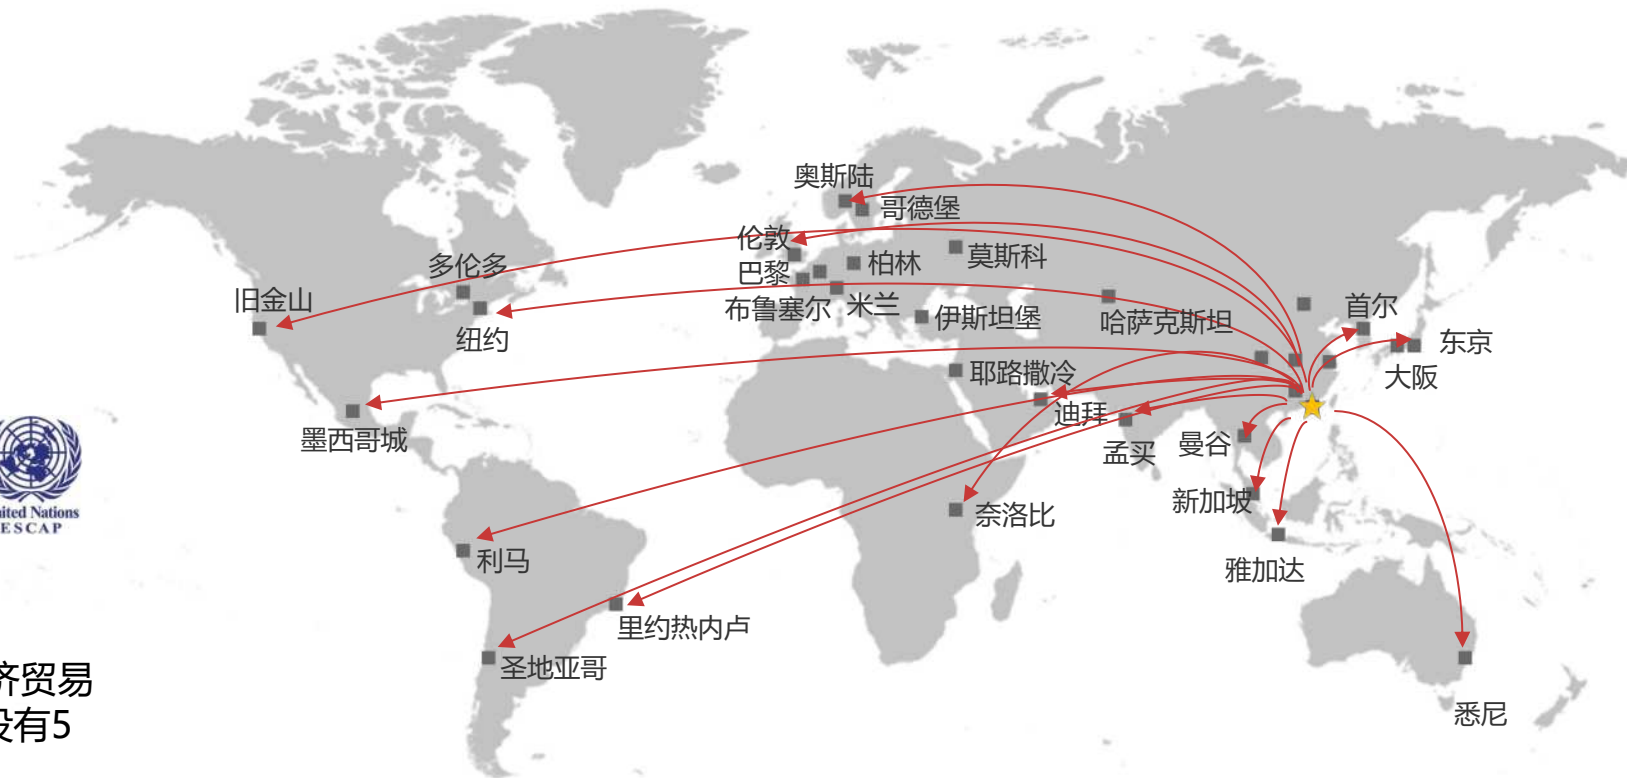 奥斯陆
哥德堡
伦敦
莫斯科
柏林
多伦多
巴黎
旧金山
布鲁塞尔
米兰
伊斯坦堡
哈萨克斯坦
首尔
纽约
东京
耶路撒冷
大阪
迪拜
墨西哥城
孟买
曼谷
新加坡
奈洛比
ited Nations
ESCAP
利马
雅加达
里约热内卢
圣地亚哥
济贸易
设有5
悉尼